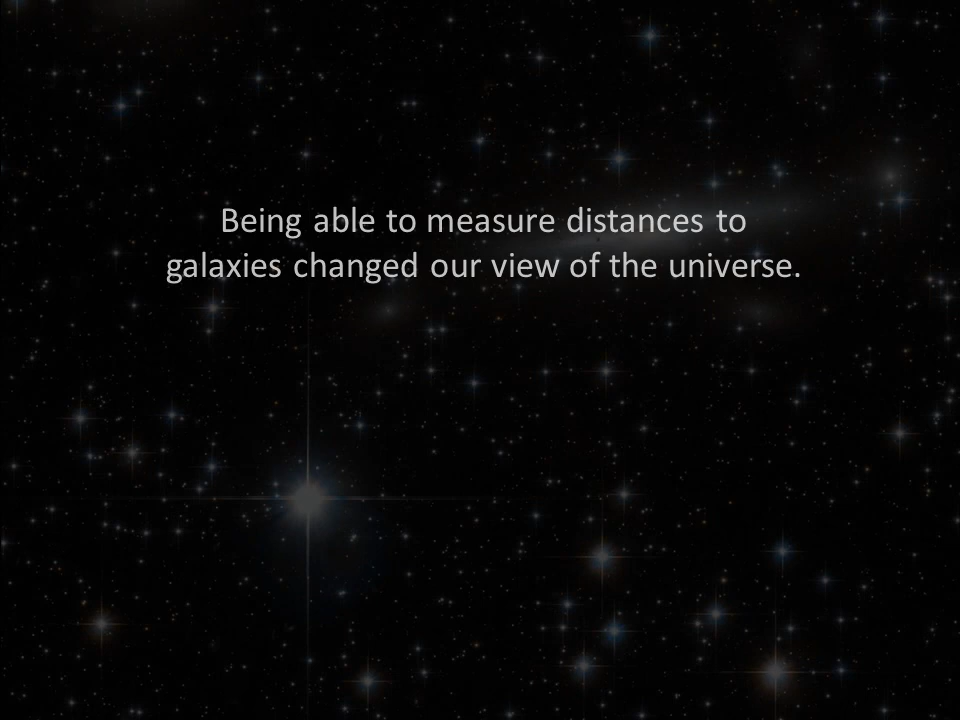 Being able to measure distances to
galaxies changed our view of the universe.